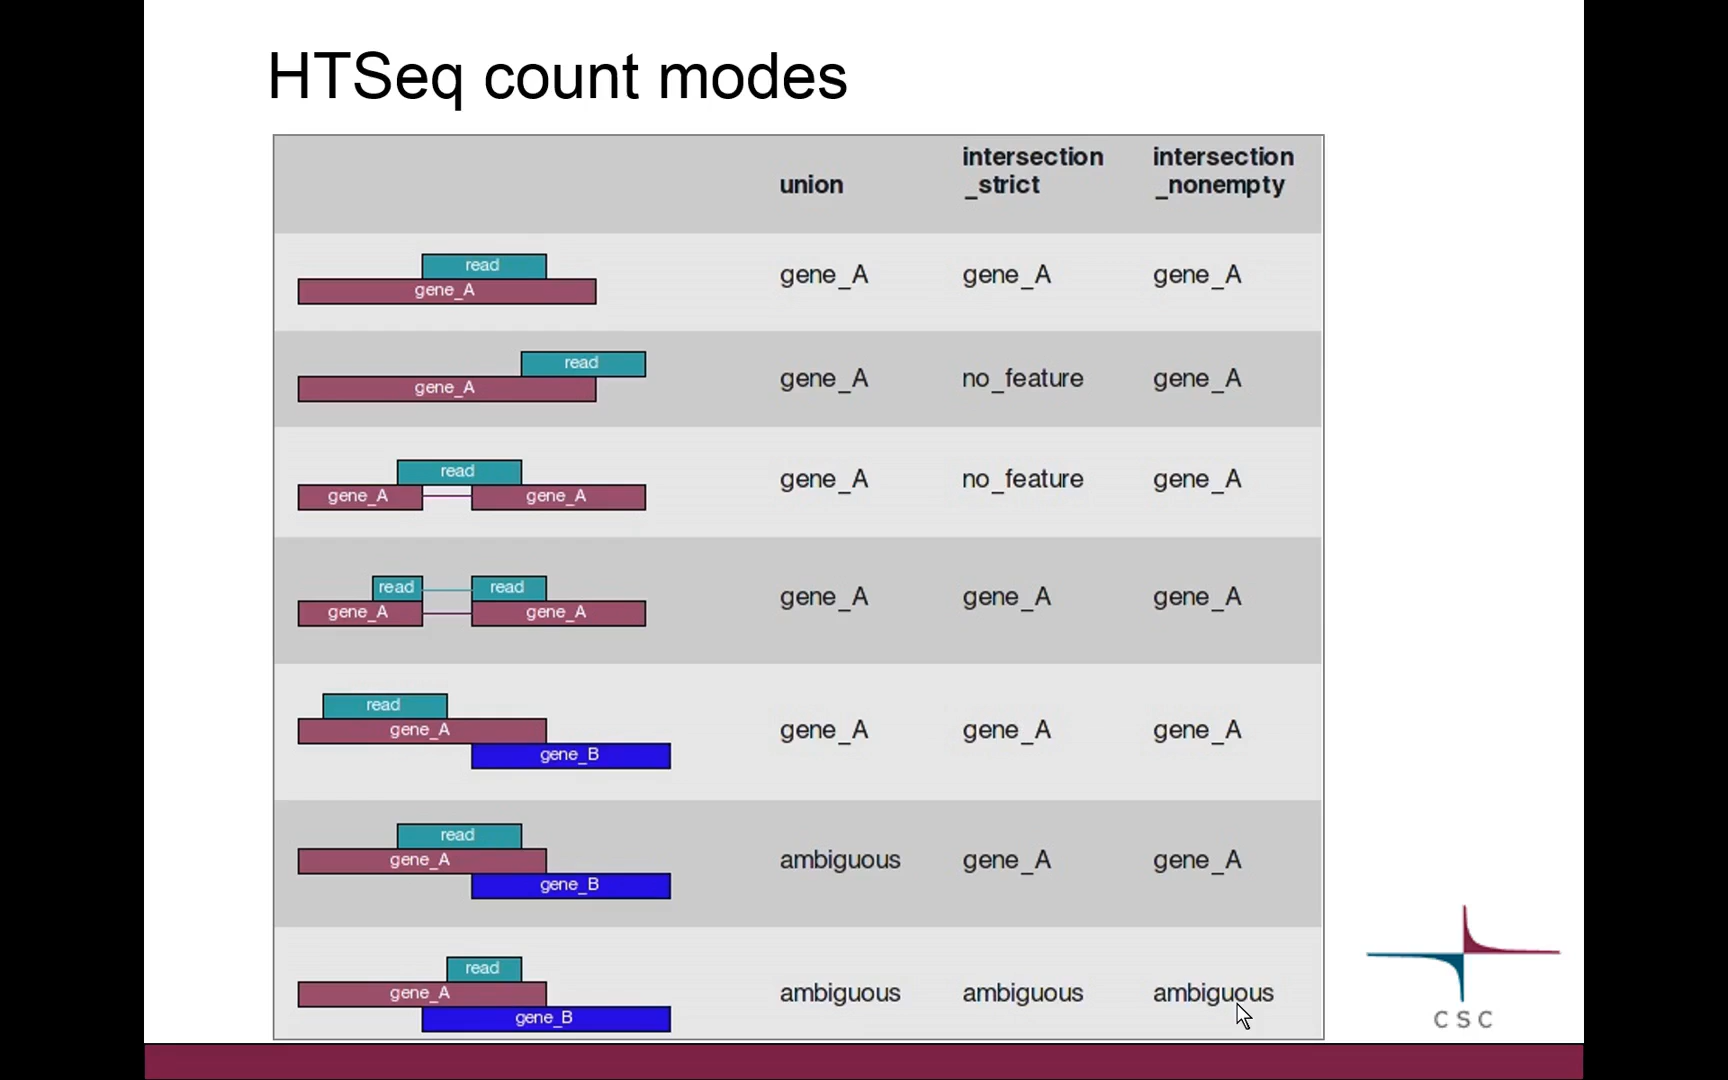 HTSeq count modes
union intersection _strict intersection _nonempty
read
gene_A
gene_A gene_A gene_A
read
gene_A
gene_A no_feature gene_A
read
gene_A gene_A
gene_A no_feature gene_A
read read
gene_A gene_A
gene_A gene_A gene_A
read
gene_A
gene_B
gene_A gene_A gene_A
read
gene_A
gene_B
ambiguous gene_A gene_A
read
gene_A
gene_B
ambiguous ambiguous ambiguous
CSC